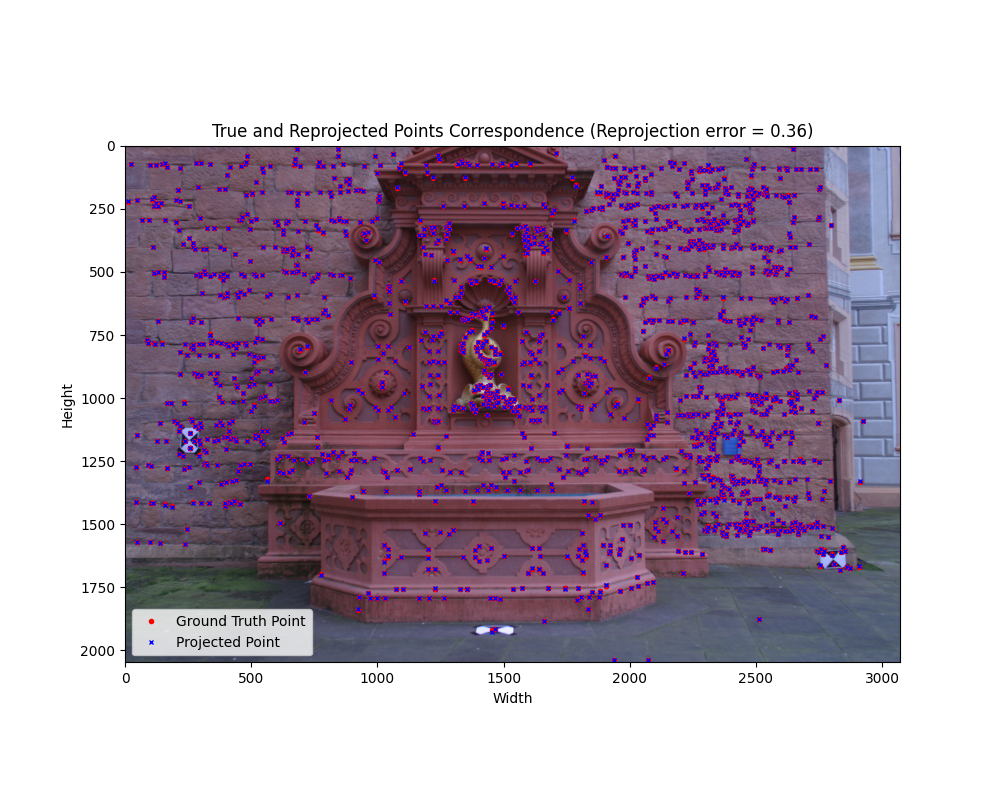 True and Reprojected Points Correspondence (Reprojection error = 0.36)
0
250
500
750
1000
1250
1500
1750
2000
Height
Ground Truth Point
Projected Point
0 500 1000 1500 2000 2500 3000
Width